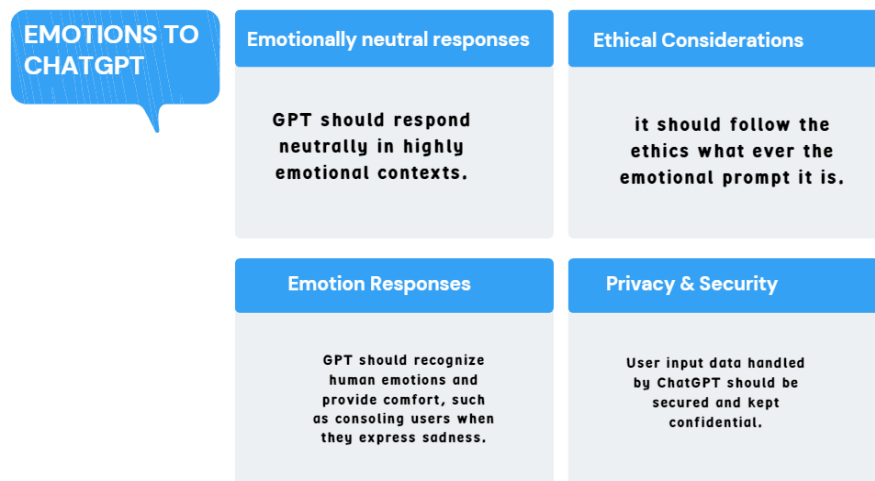 EMOTIONS TO
CHATGPT
Emotionally neutral responses
GPT should respond
neutrally in highly
emotional contexts.
Ethical Considerations
it should follow the
ethics what ever the
emotional prompt it is.
Emotion Responses
GPT should recognize
human emotions and
provide comfort, such
as consoling users when
they express sadness.
Privacy & Security
User input data handled
by ChatGPT should be
secured and kept
confidential.